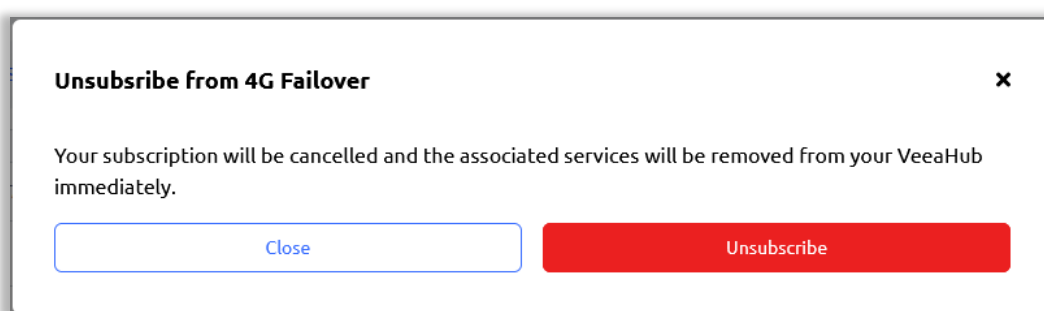 Unsubsribe from 4G Failover
Your subscription will be cancelled and the associated services will be removed from your VeeaHub
immediately.
Close
Unsubscribe